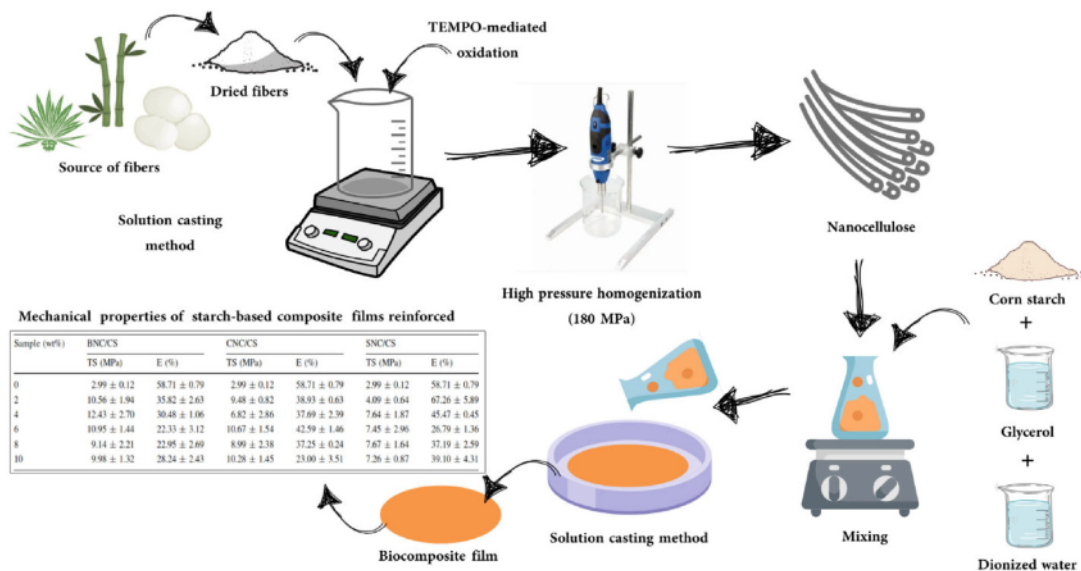 TEMPO-mediated
oxidation
Dried fibers
Source of fibers
Solution casting
method
High pressure homogenization
(180 MPa)
Nanocellulose
Corn starch
+
Glycerol
+
Dionized water
Mixing
Solution casting method
Biocomposite film
Mechanical properties of starch-based composite films reinforced
Sample (wt%) BNC/CS CNC/CS SNC/CS
TS (MPa) E (%) TS (MPa) E (%) TS (MPa) E (%)
0 2.99 ± 0.12 58.71 ± 0.79 2.99 ± 0.12 58.71 ± 0.79 2.99 ± 0.12 58.71 ± 0.79
2 10.56 ± 1.94 35.82 ± 2.63 9.48 ± 0.82 38.93 ± 0.63 4.09 ± 0.64 67.26 ± 5.89
4 12.43 ± 2.70 30.48 ± 1.06 6.82 ± 2.86 37.69 ± 2.39 7.64 ± 1.87 45.47 ± 0.45
6 10.95 ± 1.44 22.33 ± 3.12 10.67 ± 1.54 42.59 ± 1.46 7.45 ± 2.96 26.79 ± 1.36
8 9.14 ± 2.21 22.95 ± 2.69 8.99 ± 2.38 37.25 ± 0.24 7.67 ± 1.64 37.19 ± 2.59
10 9.98 ± 1.32 28.24 ± 2.43 10.28 ± 1.45 23.00 ± 3.51 7.26 ± 0.87 39.10 ± 4.31